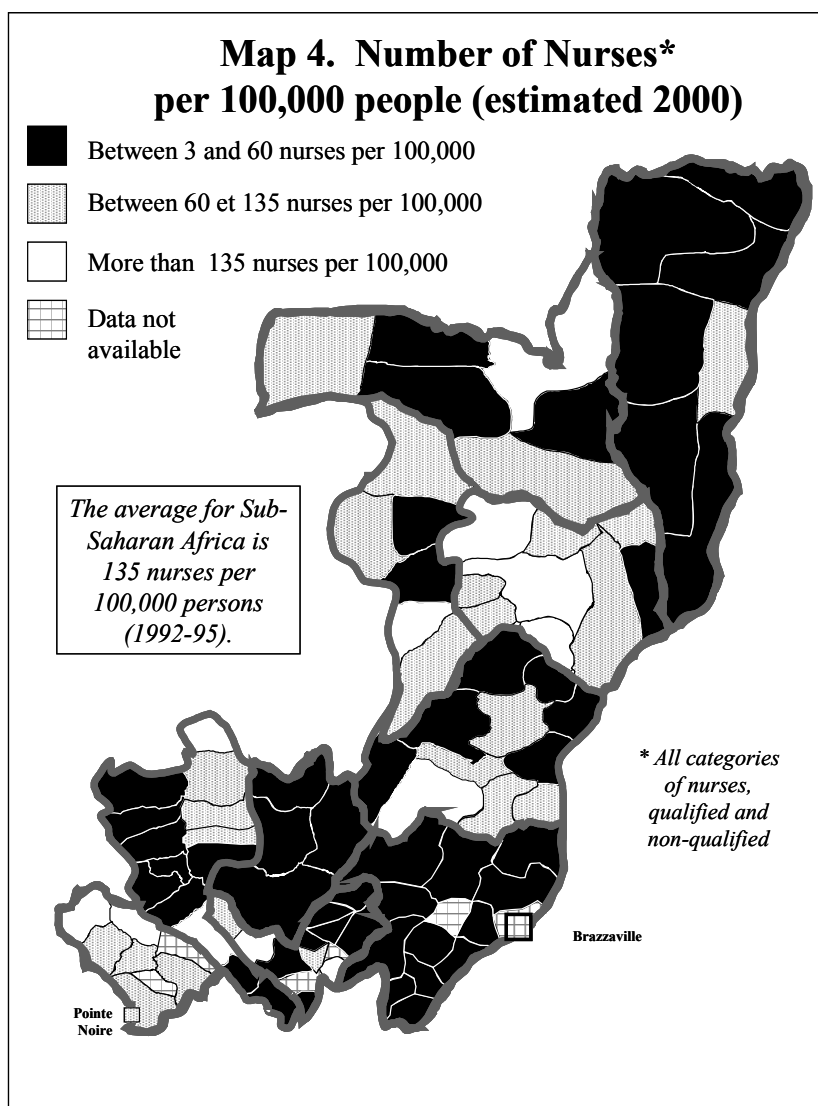 Map 4. Number of Nurses*
per 100,000 people (estimated 2000)
Between 3 and 60 nurses per 100,000
Between 60 et 135 nurses per 100,000
More than 135 nurses per 100,000
Data not
available
The average for Sub-
Saharan Africa is
135 nurses per
100,000 persons
(1992-95).
* All categories
of nurses,
qualified and
non-qualified
Brazzaville
Pointe
Noire